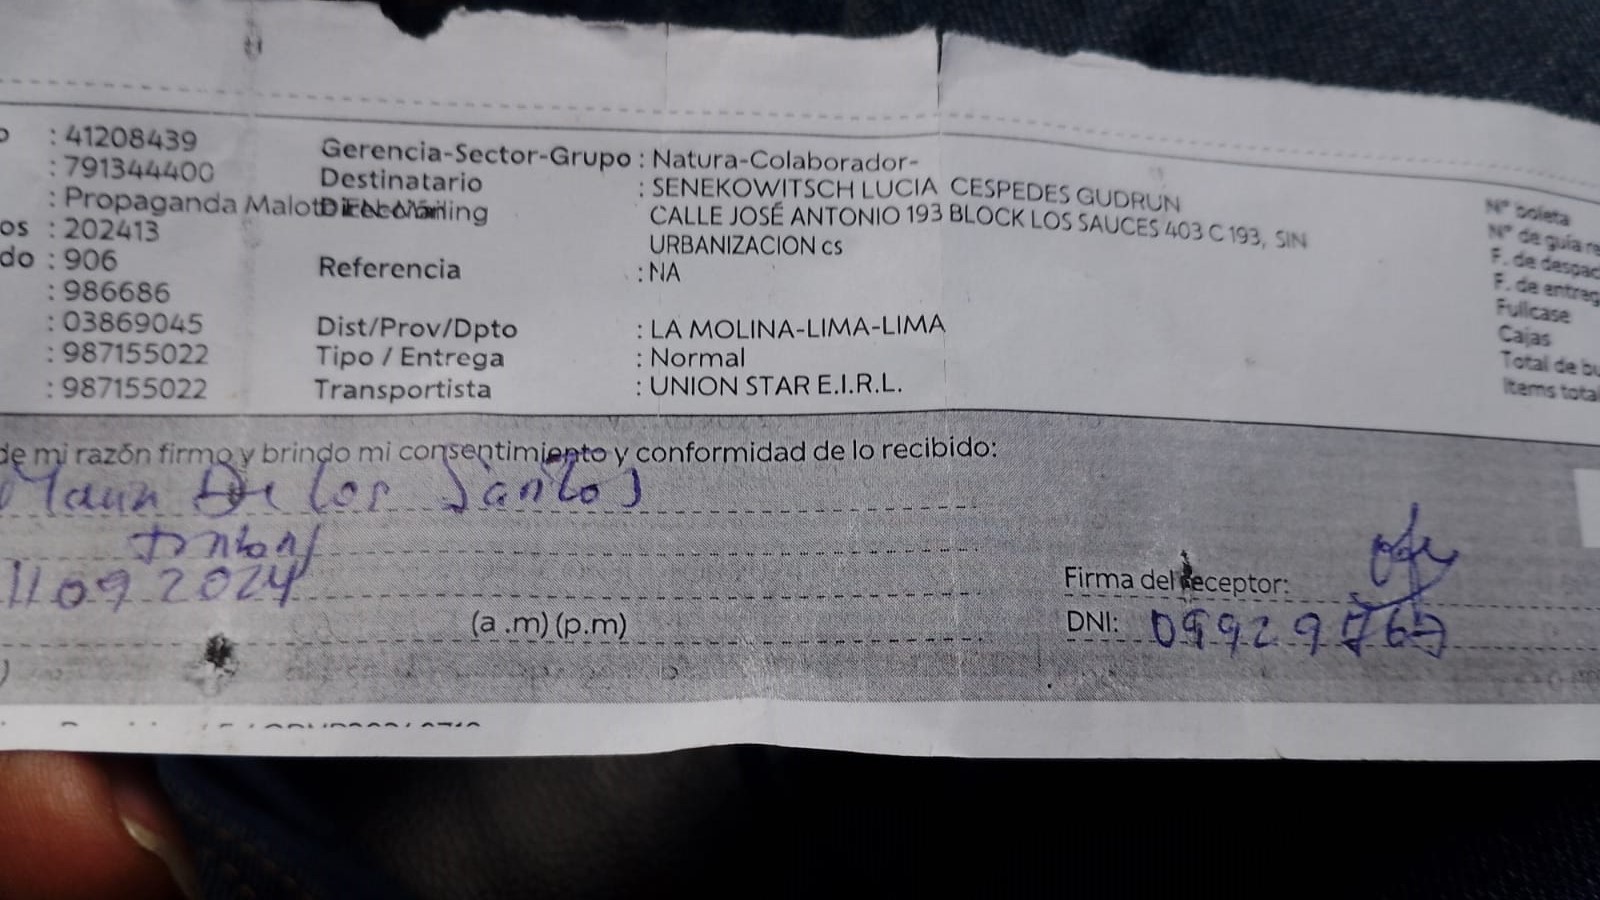 : 41208439
: 791344400
: Propaganda Malote
os : 202413
do : 906
: 986686
: 03869045
: 987155022
: 987155022
Gerencia-Sector-Grupo : Natura-Colaborador-
Destinatario : SENEKOWITSCH LUCIA CESPEDES GUDRUN
CALLE JOSÉ ANTONIO 193 BLOCK LOS SAUCES 403 C 193, SIN
URBANIZACION cs
Referencia : NA
Dist/Prov/Dpto : LA MOLINA-LIMA-LIMA
Tipo / Entrega : Normal
Transportista : UNION STAR E.I.R.L.
N° boleta
N° de guía re
F. de despac
F. de entreg
Fullcase
Cajas
Total de bu
Items total
de mi razón firmo y brindo mi consentimiento y conformidad de lo recibido:
De los Santos
11 09 2024
(a .m) (p.m)
Firma del receptor:
DNI: